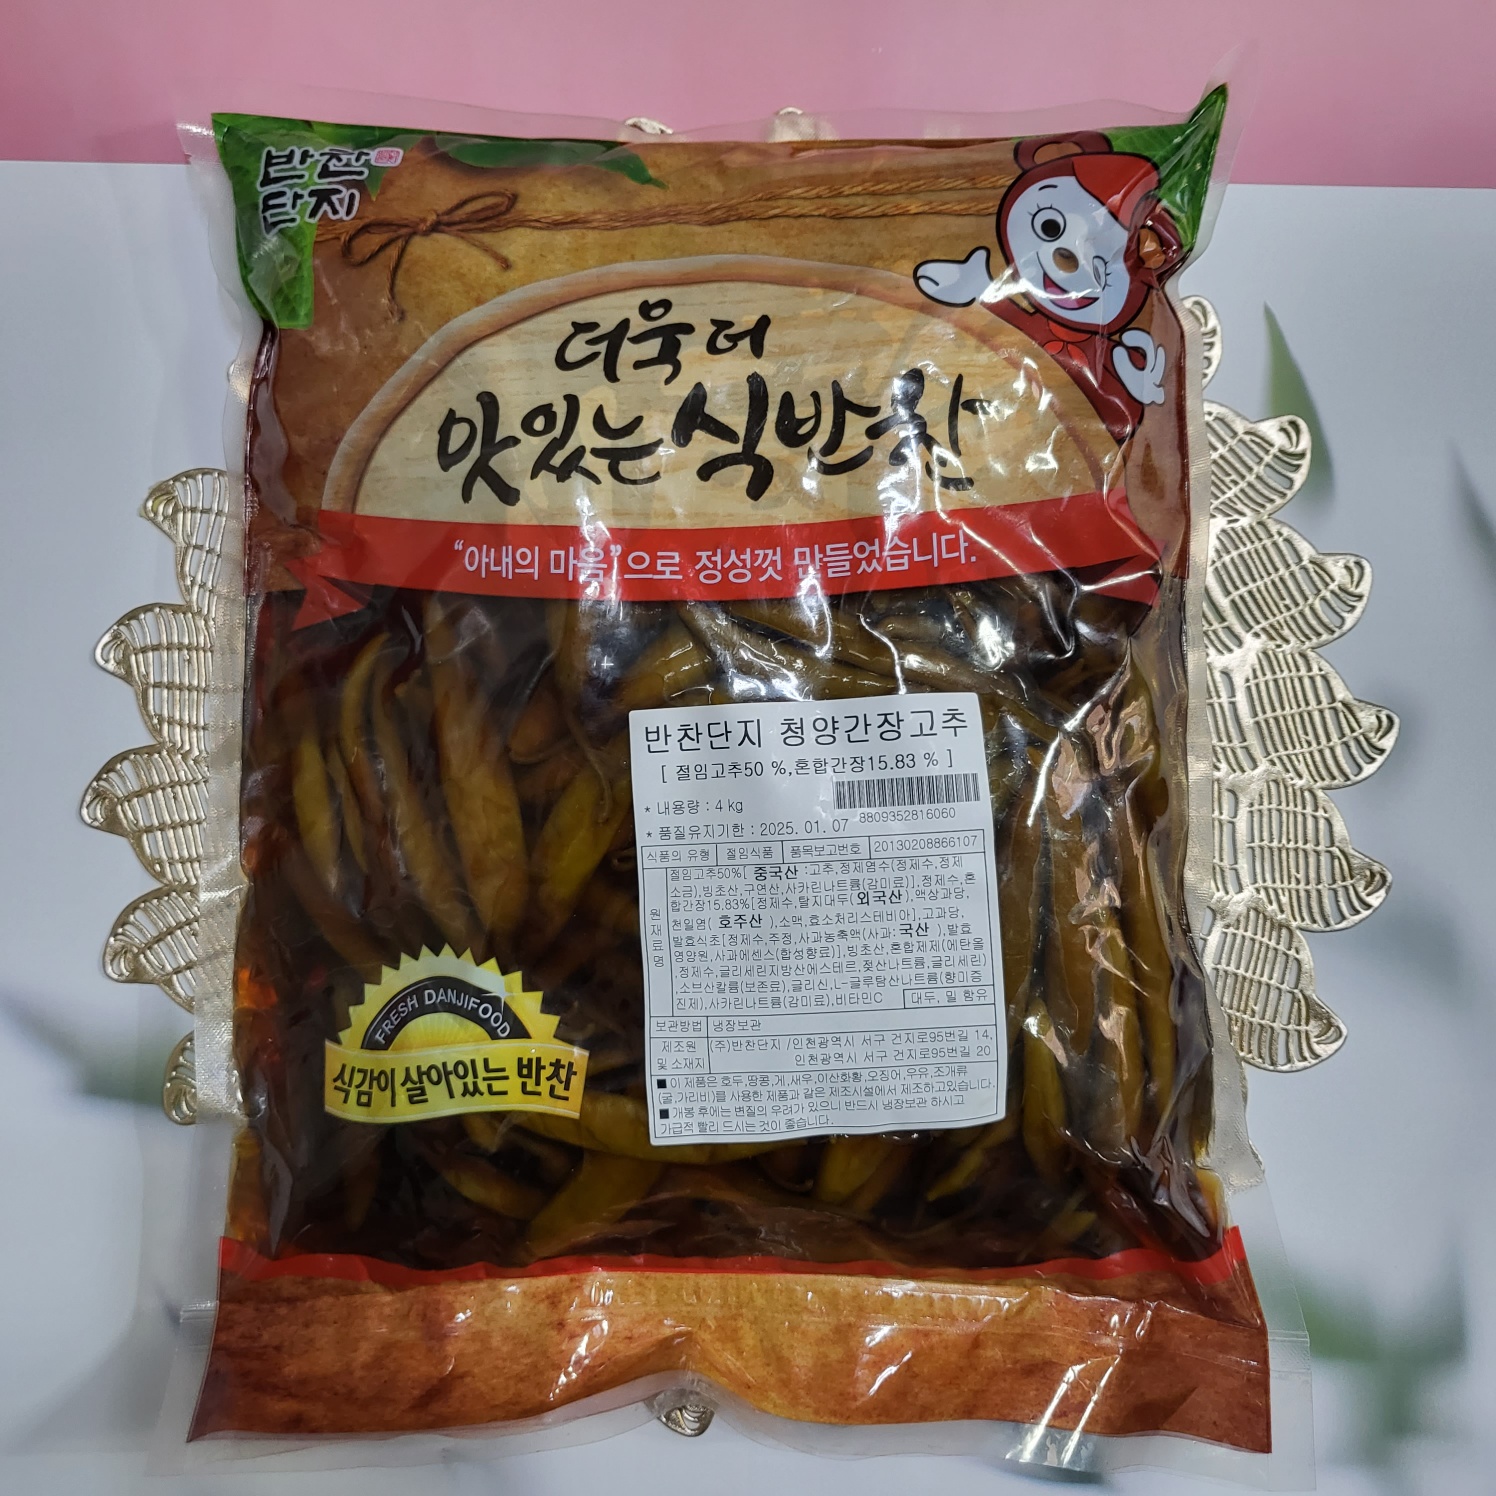 반찬
단지
더욱 더
맛있는 식반찬
"아내의 마음"으로 정성껏 만들었습니다.
반찬단지 청양간장고추
[ 절임고추50 %,혼합간장15.83 % ]
* 내용량 : 4 kg
8809352816060
* 품질유지기한 : 2025. 01. 07
식품의 유형 절임식품 품목보고번호 20130208866107
원재료명
절임고추50%[ 중국산 :고추,정제염수(정제수,정제
소금),빙초산,구연산,사카린나트륨(감미료)],정제수,혼
합간장15.83%[정제수,탈지대두(외국산),액상과당,
천일염( 호주산 ),소맥,효소처리스테비아],고과당,
발효식초[정제수,주정,사과농축액(사과: 국산 ),발효
영양원,사과에센스(합성향료)],빙초산,혼합제제(에탄올
,정제수,글리세린지방산에스테르,젖산나트륨,글리세린)
,소브산칼륨(보존료),글리신,L-글루탐산나트륨(향미증
진제),사카린나트륨(감미료),비타민C 대두, 밀 함유
보관방법 냉장보관
제조원 및 소재지
(주)반찬단지 /인천광역시 서구 건지로95번길 14,
인천광역시 서구 건지로95번길 20
■ 이 제품은 호두,땅콩,게,새우,이산화황,오징어,우유,조개류
(굴,가리비)를 사용한 제품과 같은 제조시설에서 제조하고있습니다.
■ 개봉 후에는 변질의 우려가 있으니 반드시 냉장보관 하시고
가급적 빨리 드시는 것이 좋습니다.
FRESH DANJIFOOD
식감이 살아있는 반찬